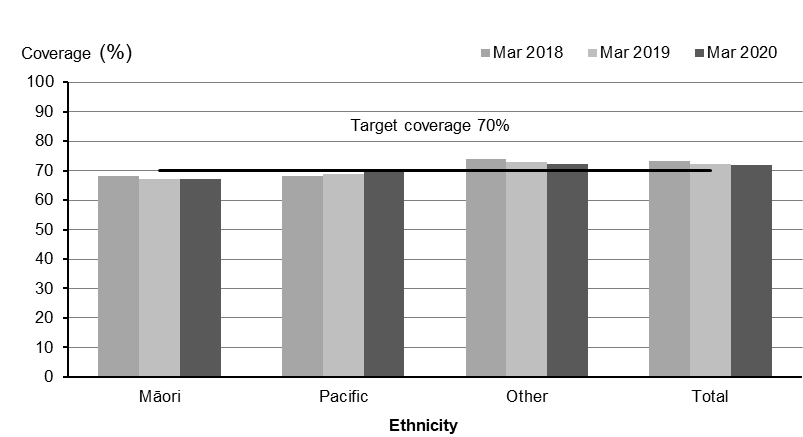 Coverage (%)
Mar 2018 Mar 2019 Mar 2020
100
90
Target coverage 70%
80
70
60
50
40
30
20
10
0
Māori Pacific Other Total
Ethnicity